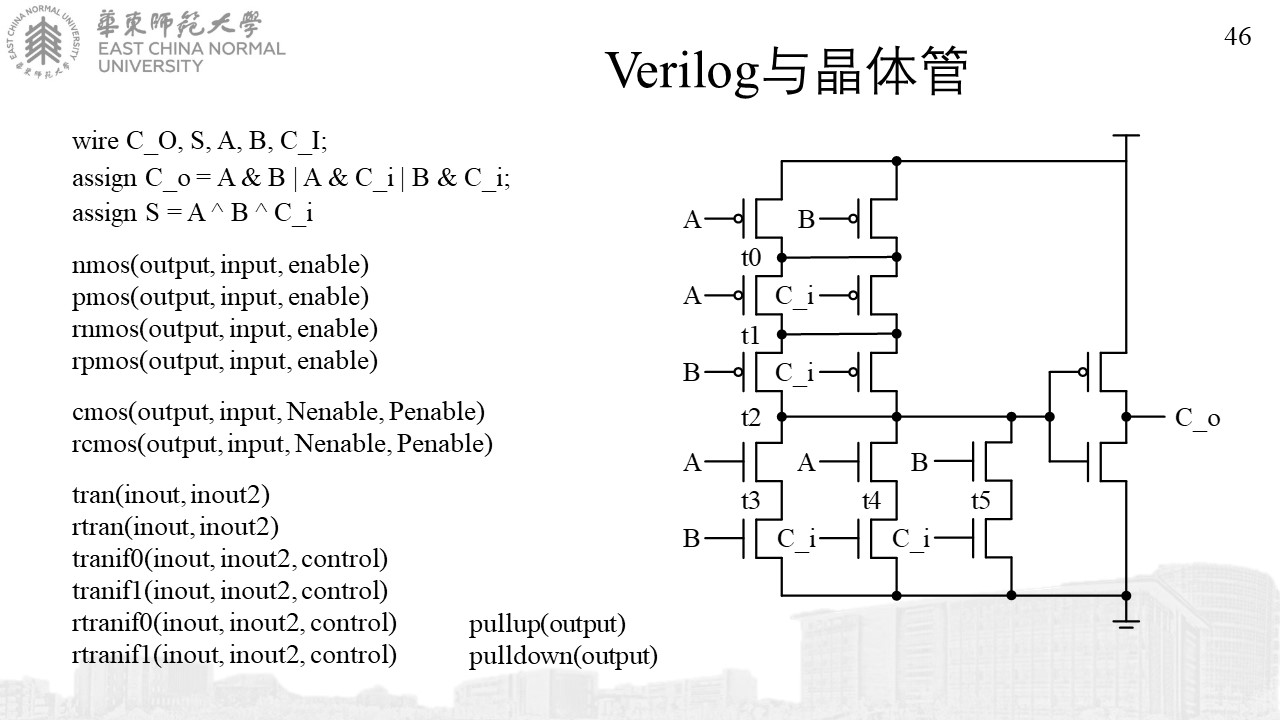 華東師範大學
EAST CHINA NORMAL
UNIVERSITY
EAST CHINA NORMAL UNIVERSITY
華東師範大學
46
Verilog与晶体管
wire C_O, S, A, B, C_I;
assign C_o = A & B | A & C_i | B & C_i;
assign S = A ^ B ^ C_i
nmos(output, input, enable)
pmos(output, input, enable)
rnmos(output, input, enable)
rpmos(output, input, enable)
cmos(output, input, Nenable, Penable)
rcmos(output, input, Nenable, Penable)
tran(inout, inout2)
rtran(inout, inout2)
tranif0(inout, inout2, control)
tranif1(inout, inout2, control)
rtranif0(inout, inout2, control)
rtranif1(inout, inout2, control)
pullup(output)
pulldown(output)
A B
t0
A C_i
t1
B C_i
t2
C_o
A A B
t3 t4 t5
B C_i C_i